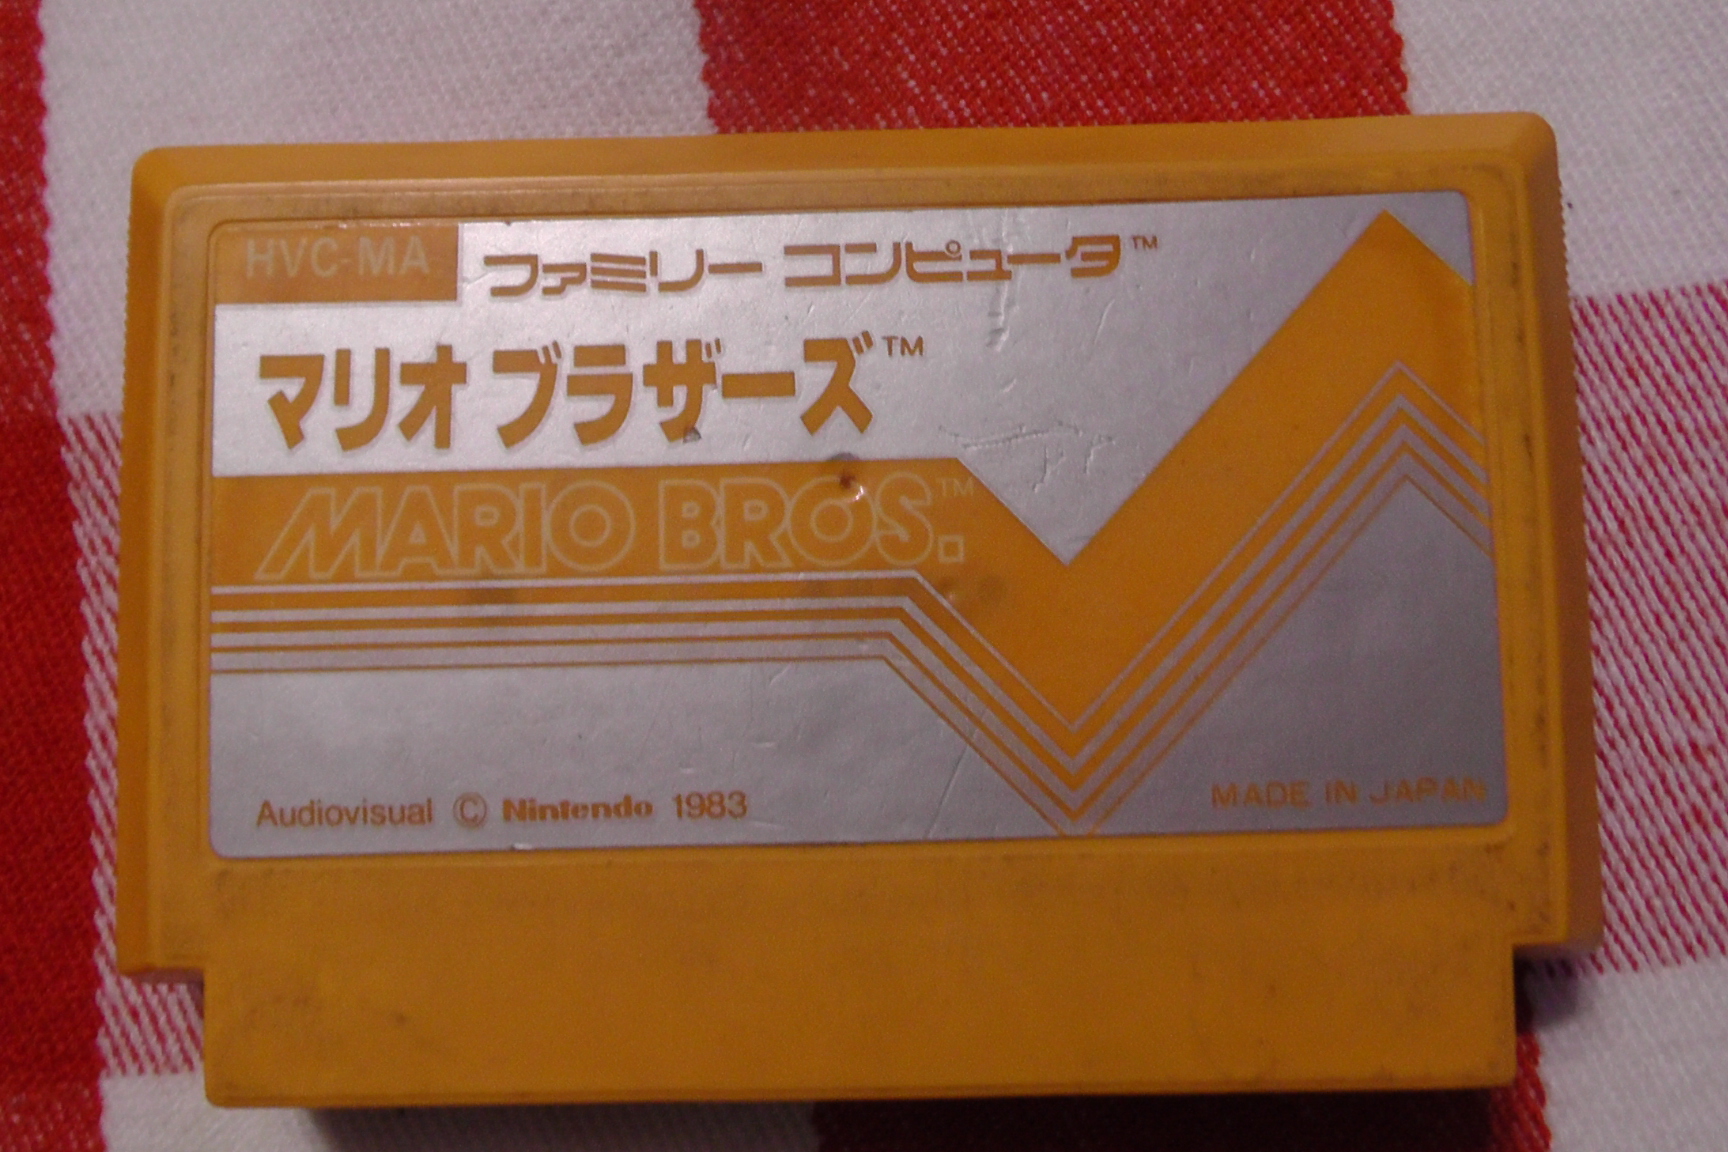 HVC-MA
ファミリー コンピュータ™
マリオ ブラザーズ™
MARIO BROS.™
Audiovisual © Nintendo 1983
MADE IN JAPAN